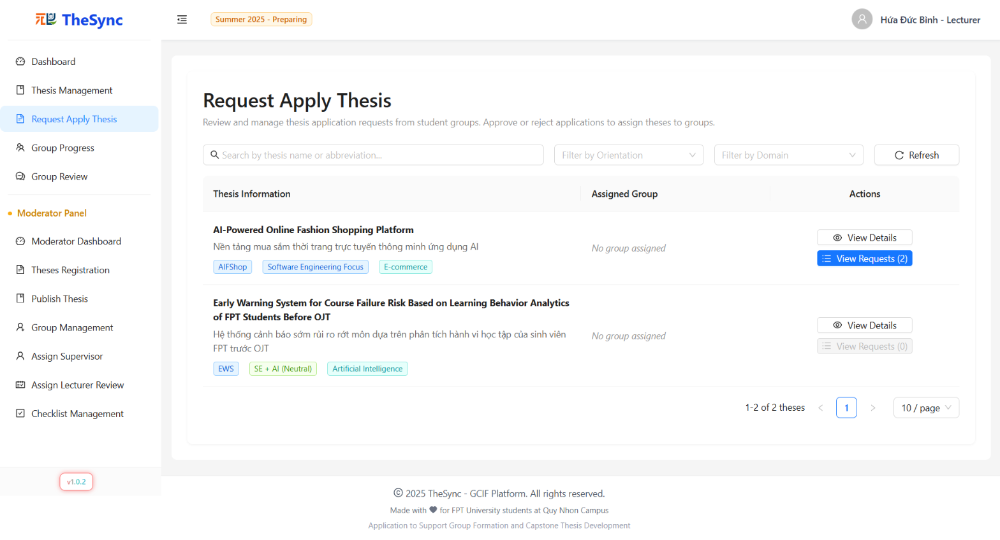 TheSync
Summer 2025 - Preparing
Hứa Đức Bình - Lecturer
Dashboard
Thesis Management
Request Apply Thesis
Group Progress
Group Review
Moderator Panel
Moderator Dashboard
Theses Registration
Publish Thesis
Group Management
Assign Supervisor
Assign Lecturer Review
Checklist Management
v1.0.2
Request Apply Thesis
Review and manage thesis application requests from student groups. Approve or reject applications to assign theses to groups.
Search by thesis name or abbreviation...
Filter by Orientation
Filter by Domain
Refresh
Thesis Information
Assigned Group
Actions
AI-Powered Online Fashion Shopping Platform
Nền tảng mua sắm thời trang trực tuyến thông minh ứng dụng AI
AIFShop
Software Engineering Focus
E-commerce
No group assigned
View Details
View Requests (2)
Early Warning System for Course Failure Risk Based on Learning Behavior Analytics
of FPT Students Before OJT
Hệ thống cảnh báo sớm rủi ro rớt môn dựa trên phân tích hành vi học tập của sinh viên
FPT trước OJT
EWS
SE + AI (Neutral)
Artificial Intelligence
No group assigned
View Details
View Requests (0)
1-2 of 2 theses
1
10 / page
© 2025 TheSync - GCIF Platform. All rights reserved.
Made with 🖤 for FPT University students at Quy Nhon Campus
Application to Support Group Formation and Capstone Thesis Development